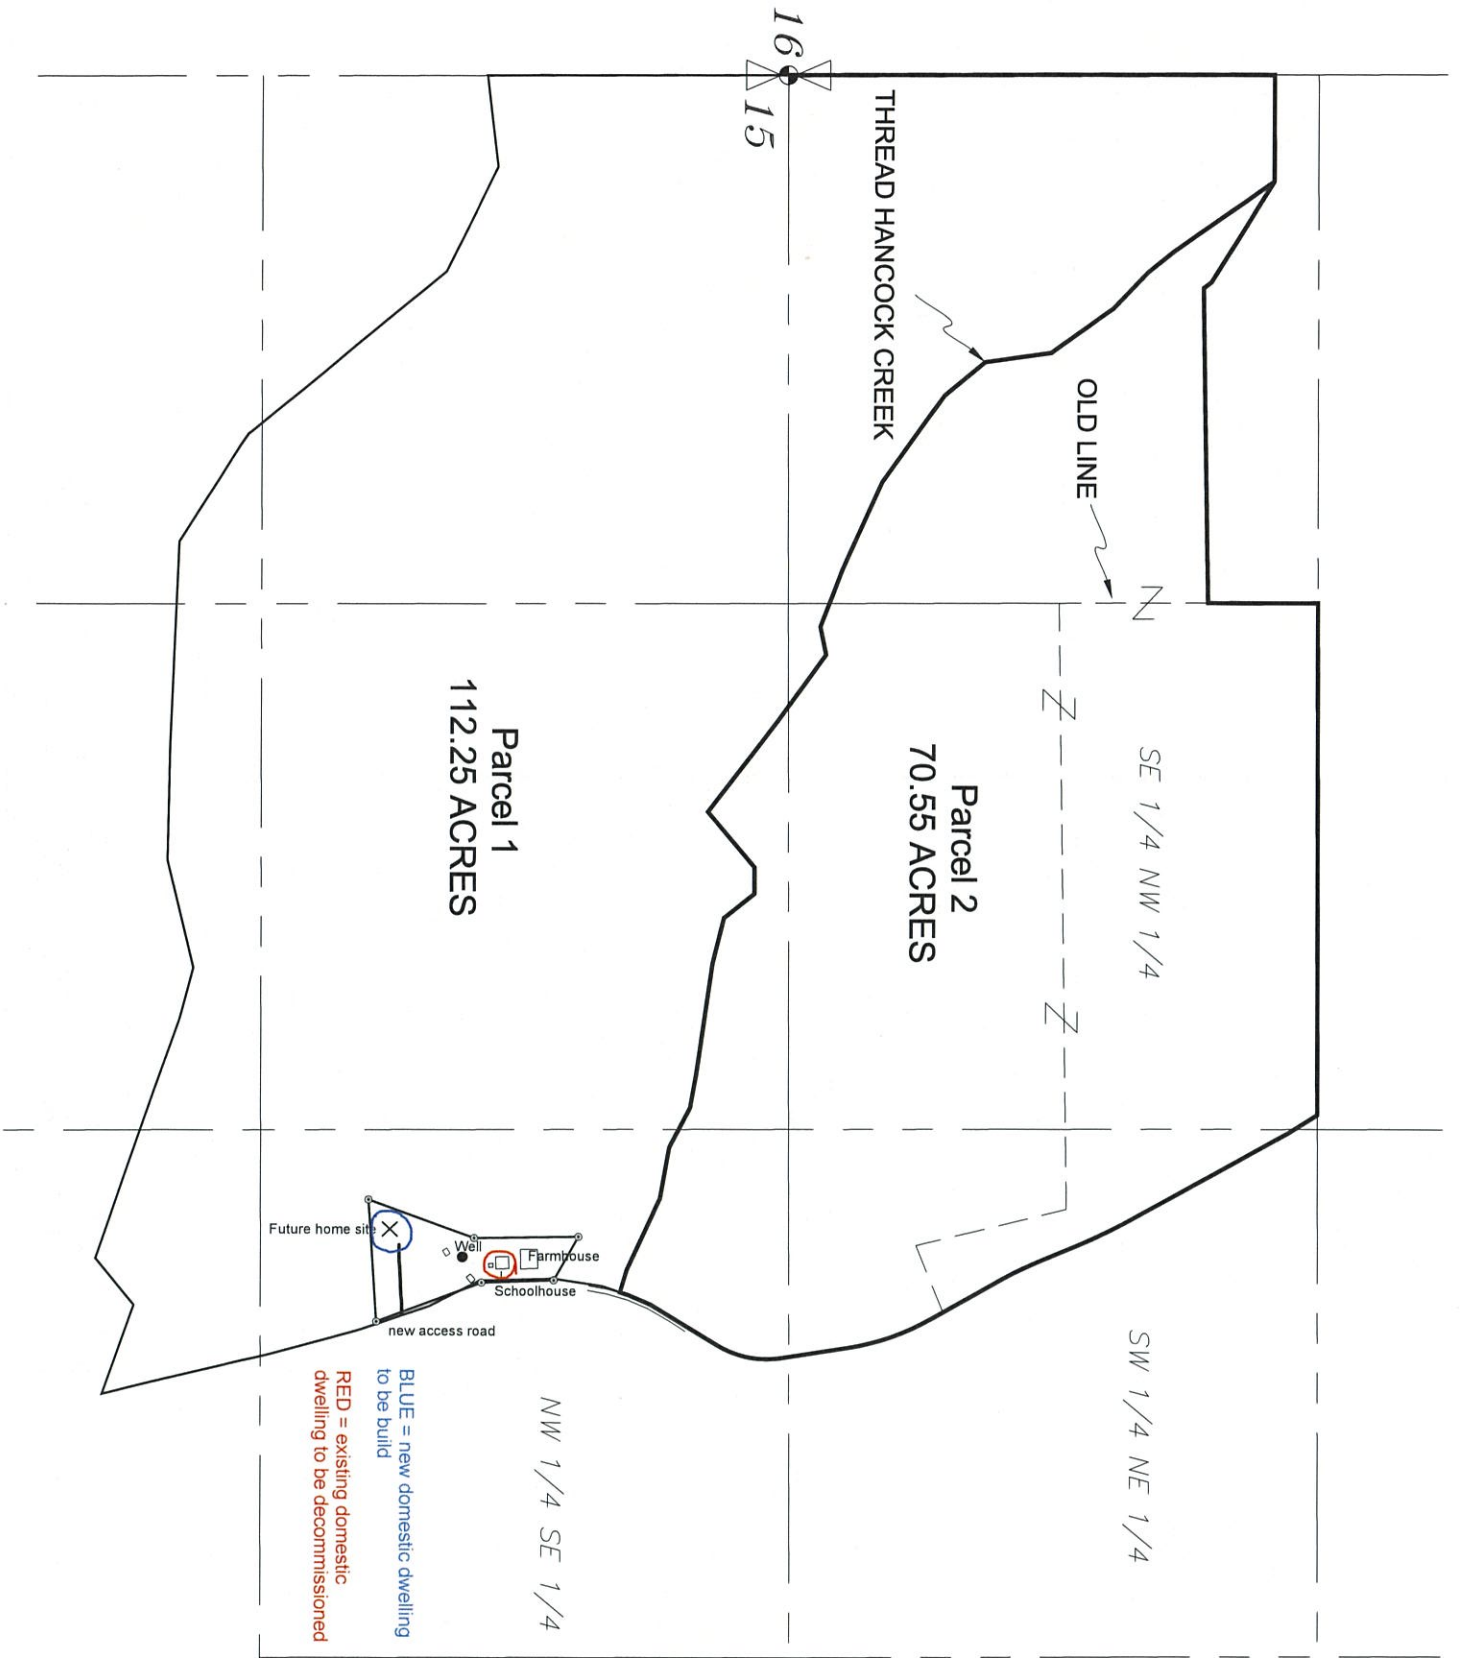 16
15
THREAD HANCOCK CREEK
OLD LINE
SE 1/4 NW 1/4
Parcel 2
70.55 ACRES
Parcel 1
112.25 ACRES
SW 1/4 NE 1/4
NW 1/4 SE 1/4
Future home site
Well
Farmhouse
Schoolhouse
new access road
BLUE = new domestic dwelling
to be build
RED = existing domestic
dwelling to be decommissioned